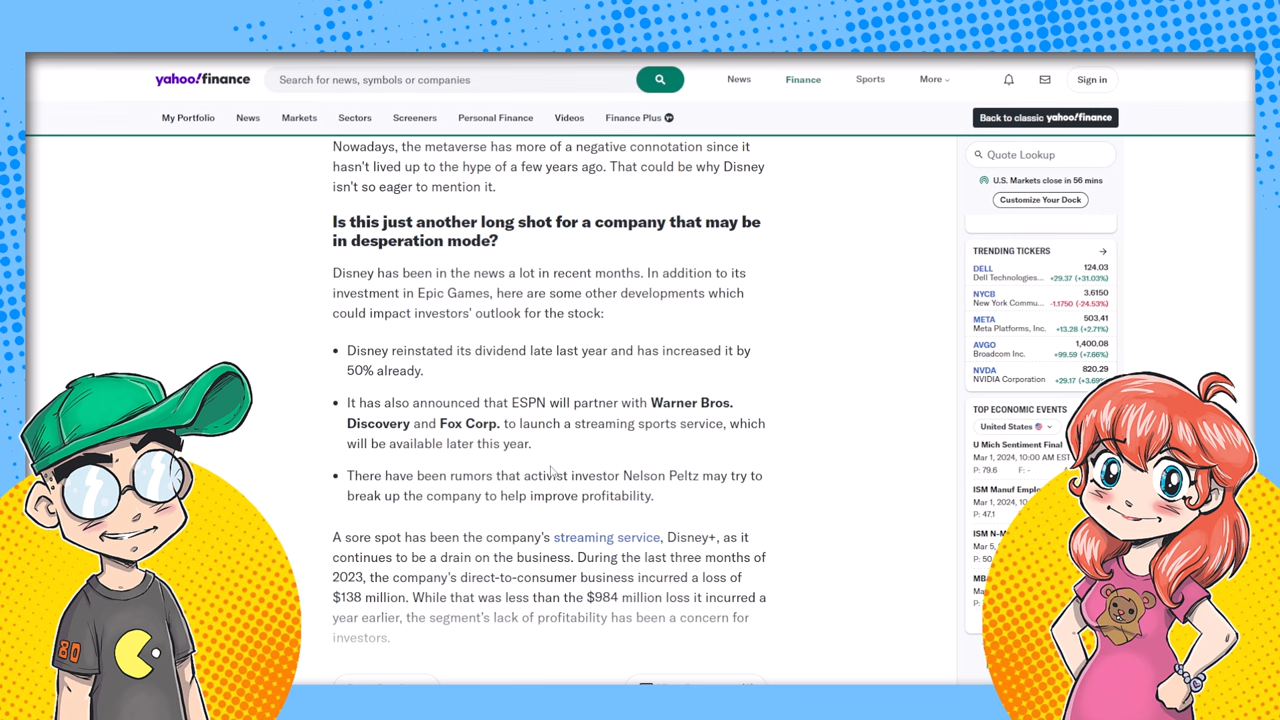 yahoo!finance
Search for news, symbols or companies
News
Finance
Sports
More
Sign in
My Portfolio
News
Markets
Sectors
Screeners
Personal Finance
Videos
Finance Plus
Back to classic yahoo!finance
Nowadays, the metaverse has more of a negative connotation since it
hasn't lived up to the hype of a few years ago. That could be why Disney
isn't so eager to mention it.
Is this just another long shot for a company that may be
in desperation mode?
Disney has been in the news a lot in recent months. In addition to its
investment in Epic Games, here are some other developments which
could impact investors' outlook for the stock:
• Disney reinstated its dividend late last year and has increased it by
50% already.
• It has also announced that ESPN will partner with Warner Bros.
Discovery and Fox Corp. to launch a streaming sports service, which
will be available later this year.
• There have been rumors that activist investor Nelson Peltz may try to
break up the company to help improve profitability.
A sore spot has been the company's streaming service, Disney+, as it
continues to be a drain on the business. During the last three months of
2023, the company's direct-to-consumer business incurred a loss of
$138 million. While that was less than the $984 million loss it incurred a
year earlier, the segment's lack of profitability has been a concern for
investors.
Quote Lookup
U.S. Markets close in 56 mins
Customize Your Dock
TRENDING TICKERS
DELL 124.03
Dell Technologies... +29.37 (+31.03%)
NYCB 3.6150
New York Commu... -1.1750 (-24.53%)
META 503.41
Meta Platforms, Inc. +13.28 (+2.71%)
AVGO 1,400.08
Broadcom Inc. +99.59 (+7.66%)
NVDA 820.29
NVIDIA Corporation +29.17 (+3.69%)
TOP ECONOMIC EVENTS
United States
U Mich Sentiment Final
Mar 1, 2024, 10:00 AM EST
P: 79.6 F: -
ISM Manuf Emplo
Mar 1, 2024, 10:
P: 47.1
ISM N-M
Mar 5,
P: 50
MBA
Ma
P:
80